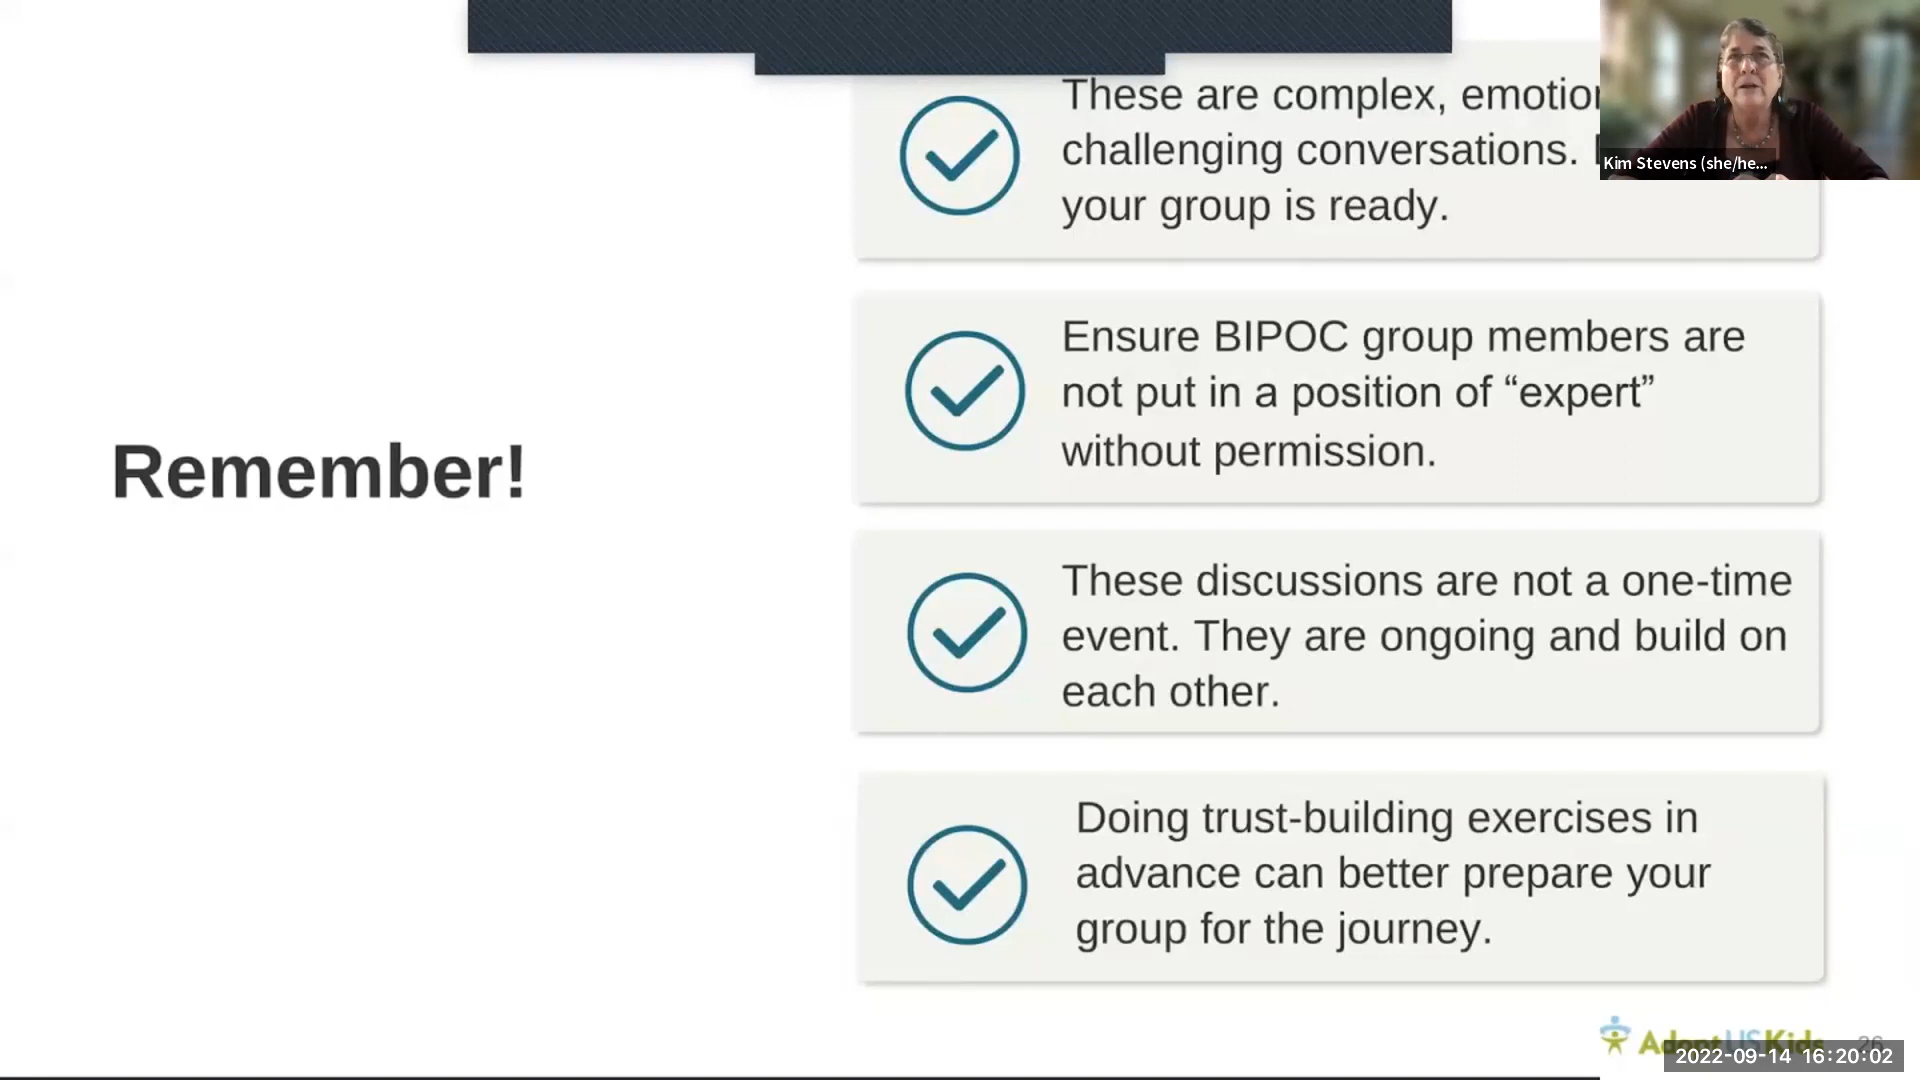 Remember!
These are complex, emotion
challenging conversations.
your group is ready.
Ensure BIPOC group members are
not put in a position of “expert”
without permission.
These discussions are not a one-time
event. They are ongoing and build on
each other.
Doing trust-building exercises in
advance can better prepare your
group for the journey.
Kim Stevens (she/he...
AdoptUSKids
26
2022-09-14 16:20:02